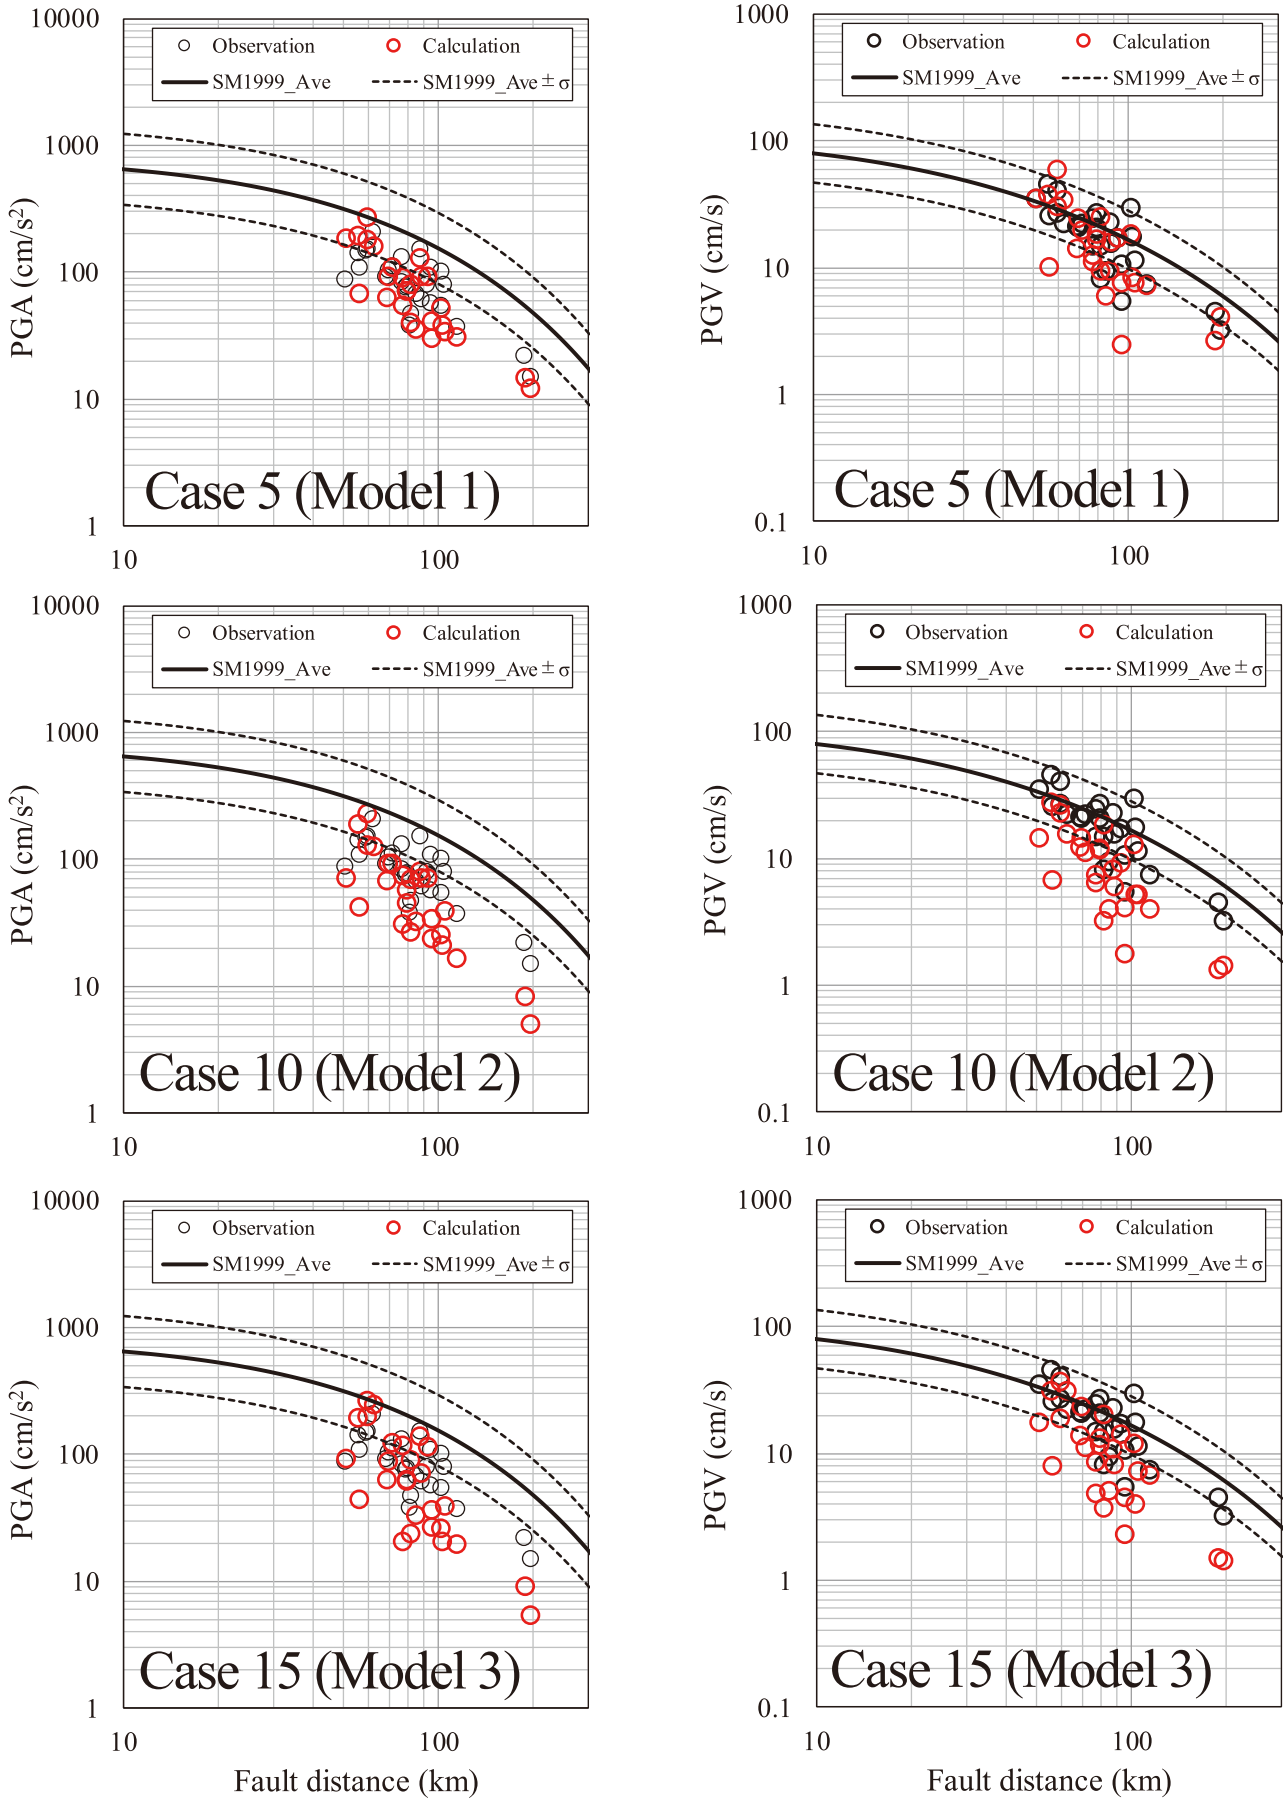 10000
Observation Calculation
SM1999_Ave SM1999_Ave±σ
1000
100
10
1
PGA (cm/s²)
Case 5 (Model 1)
10 100
1000
Observation Calculation
SM1999_Ave SM1999_Ave±σ
100
10
1
0.1
PGV (cm/s)
Case 5 (Model 1)
10 100
10000
Observation Calculation
SM1999_Ave SM1999_Ave±σ
1000
100
10
1
PGA (cm/s²)
Case 10 (Model 2)
10 100
1000
Observation Calculation
SM1999_Ave SM1999_Ave±σ
100
10
1
0.1
PGV (cm/s)
Case 10 (Model 2)
10 100
10000
Observation Calculation
SM1999_Ave SM1999_Ave±σ
1000
100
10
1
PGA (cm/s²)
Case 15 (Model 3)
10 100
Fault distance (km)
1000
Observation Calculation
SM1999_Ave SM1999_Ave±σ
100
10
1
0.1
PGV (cm/s)
Case 15 (Model 3)
10 100
Fault distance (km)